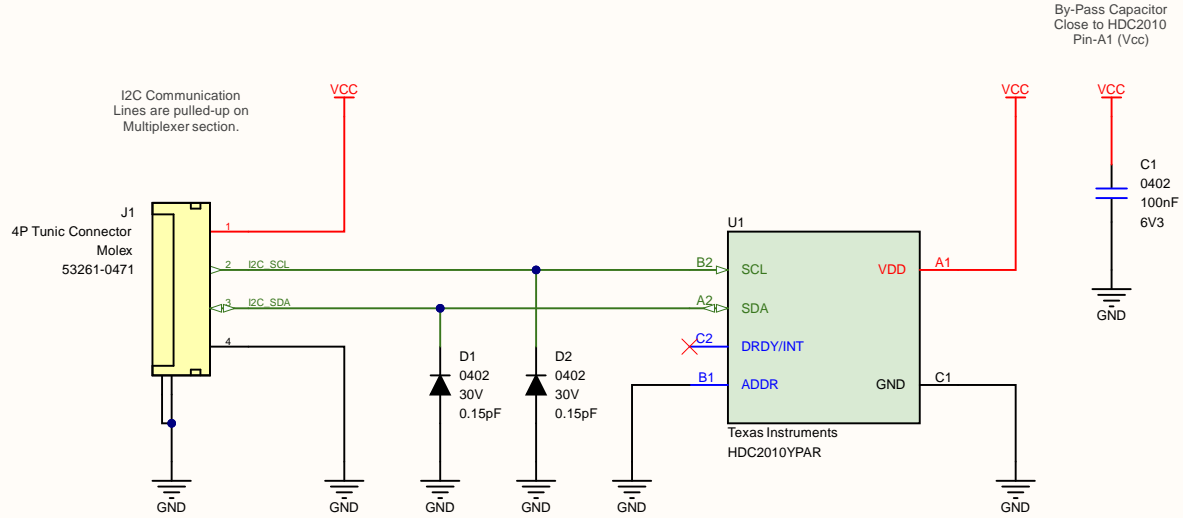 By-Pass Capacitor
Close to HDC2010
Pin-A1 (Vcc)
I2C Communication
Lines are pulled-up on
Multiplexer section.
VCC
VCC
VCC
C1
0402
100nF
6V3
GND
J1
4P Tunic Connector
Molex
53261-0471
1
2 I2C_SCL
3 I2C_SDA
4
U1
B2 SCL
A2 SDA
C2 DRDY/INT
B1 ADDR
VDD A1
GND C1
Texas Instruments
HDC2010YPAR
D1
0402
30V
0.15pF
D2
0402
30V
0.15pF
GND
GND
GND
GND
GND
GND